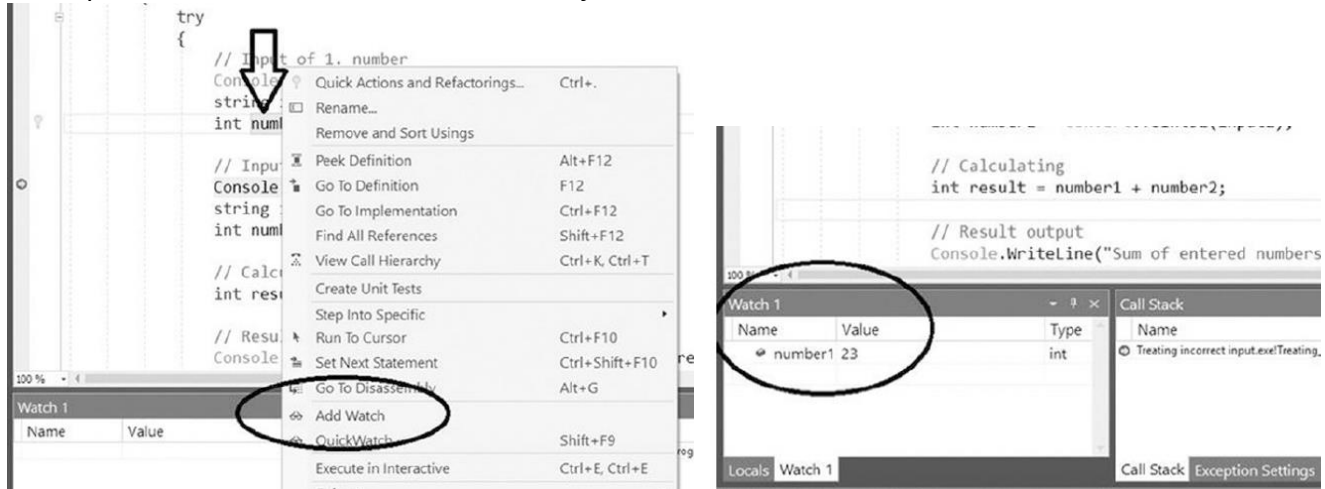 try
{
// Input of 1. number
Console
string
int num
// Inpu
Console
string
int num
// Calc
int res
// Resu
Console
re
100 %
Quick Actions and Refactorings... Ctrl+.
Rename...
Remove and Sort Usings
Peek Definition Alt+F12
Go To Definition F12
Go To Implementation Ctrl+F12
Find All References Shift+F12
View Call Hierarchy Ctrl+K, Ctrl+T
Create Unit Tests
Step Into Specific
Run To Cursor Ctrl+F10
Set Next Statement Ctrl+Shift+F10
Go To Disassembly Alt+G
Add Watch
QuickWatch... Shift+F9
Execute in Interactive Ctrl+E, Ctrl+E
Watch 1
Name Value
rog
// Calculating
int result = number1 + number2;
// Result output
Console.WriteLine("Sum of entered numbers
100 %
Watch 1
Name Value Type
number1 23 int
Locals Watch 1
Call Stack
Name
Treating incorrect input.exe!Treating_
Call Stack Exception Settings